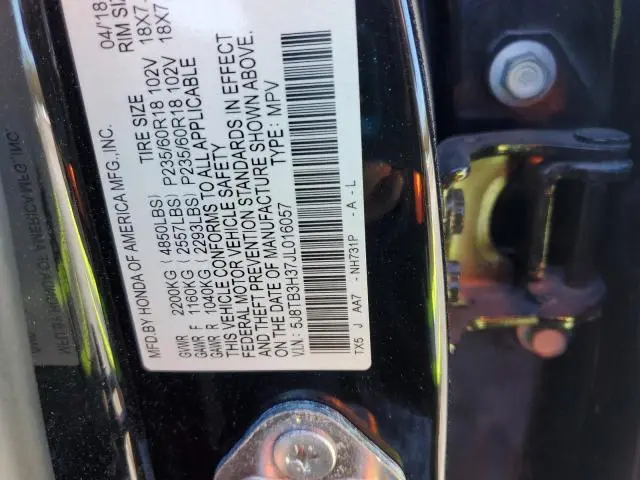 MFD.BY HONDA OF AMERICA MFG.,INC. 04/'18
TIRE SIZE RIM SIZE
GVWR 2200KG (4850LBS)
GAWR F 1160KG (2557LBS) P235/60R18 102V 18X7.
GAWR R 1040KG (2293LBS) P235/60R18 102V 18X7.
THIS VEHICLE CONFORMS TO ALL APPLICABLE
FEDERAL MOTOR VEHICLE SAFETY
AND THEFT PREVENTION STANDARDS IN EFFECT
ON THE DATE OF MANUFACTURE SHOWN ABOVE.
V.I.N.: 5J8TB3H37JL016057 TYPE: MPV
TX5 J AA7 -NH731P -A-L